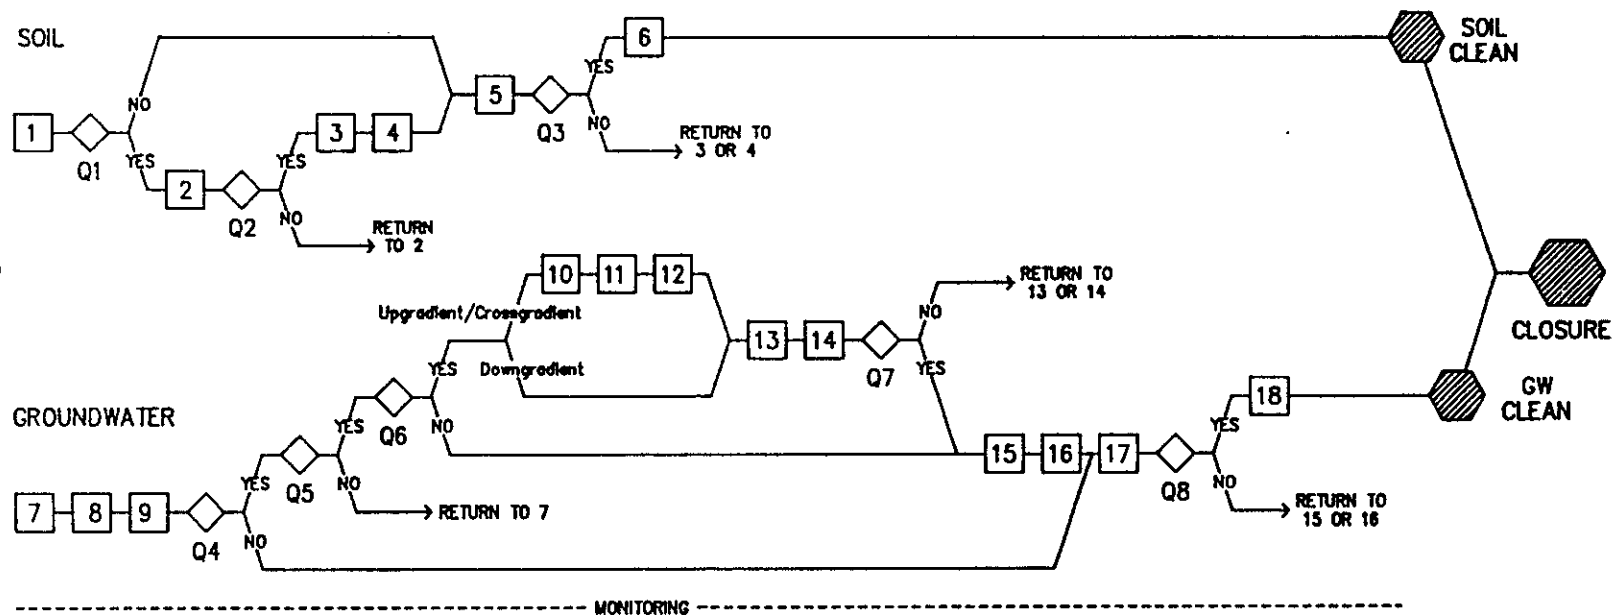 SOIL
6
SOIL
CLEAN
YES
NO
5
Q3
NO
RETURN TO
3 OR 4
1
Q1
YES
3
4
YES
2
Q2
NO
RETURN
TO 2
10
11
12
RETURN TO
13 OR 14
Upgradient/Crossgradient
NO
CLOSURE
13
14
Q7
YES
Downgradient
YES
GROUNDWATER
Q6
NO
YES
18
GW
CLEAN
YES
15
16
17
Q8
NO
RETURN TO
15 OR 16
YES
Q5
NO
RETURN TO 7
7
8
9
Q4
NO
MONITORING